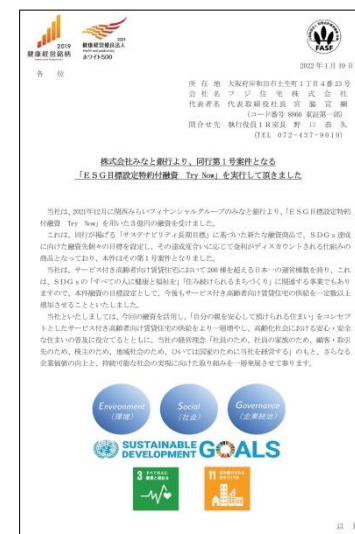 2019
健康経営銘柄
2019
健康経営優良法人
ホワイト500
FASF
各 位
2022年1月19日
所 在 地 大阪府岸和田市土生町1丁目4番23号
会 社 名 フジ住宅株式会社
代表者名 代表取締役社長 宮脇宣綱
(コード番号 8860 東証第一部)
問合せ先 執行役員IR室長 野口恭久
(TEL 072-437-9010)
株式会社みなと銀行より、同行第1号案件となる
「ESG目標設定特約付融資 Try Now」を実行して頂きました
当社は、2021年12月に関西みらいフィナンシャルグループのみなと銀行より、「ESG目標設定特約
付融資 Try Now」を用いた5億円の融資を受けました。
これは、同行が掲げる「サステナビリティ長期目標」に基づいた新たな融資商品で、SDGs達成
に向けた融資先個々の目標を設定し、その達成度合いに応じて金利がディスカウントされる仕組みの
商品となっており、本件はその第1号案件となりました。
当社は、サービス付き高齢者向け賃貸住宅において200棟を超える日本一の運営棟数を誇り、これ
は、SDGsの「すべての人に健康と福祉を」「住み続けられるまちづくり」に関連する事業でもあり
ますので、本件融資の目標設定として、今後もサービス付き高齢者向け賃貸住宅の供給を一定数以上
増加させることといたしました。
当社といたしましては、今回の融資を活用し、「自分の親を安心して預けられる住まい」をコンセプ
トとしたサービス付き高齢者向け賃貸住宅の供給をより一層増やし、高齢化社会における安心・安全
な住まいの普及に役立てるとともに、当社の経営理念「社員のため、社員の家族のため、顧客・取引
先のため、株主のため、地域社会のため、ひいては国家のために当社を経営する」のもと、さらなる
企業価値の向上と、持続可能な社会の実現に向けた取り組みを一層発展させて参ります。
Environment
(環境)
Social
(社会)
Governance
(企業統治)
SUSTAINABLE
DEVELOPMENT GOALS
3 すべての人に
健康と福祉を
11 住み続けられる
まちづくりを
以 上